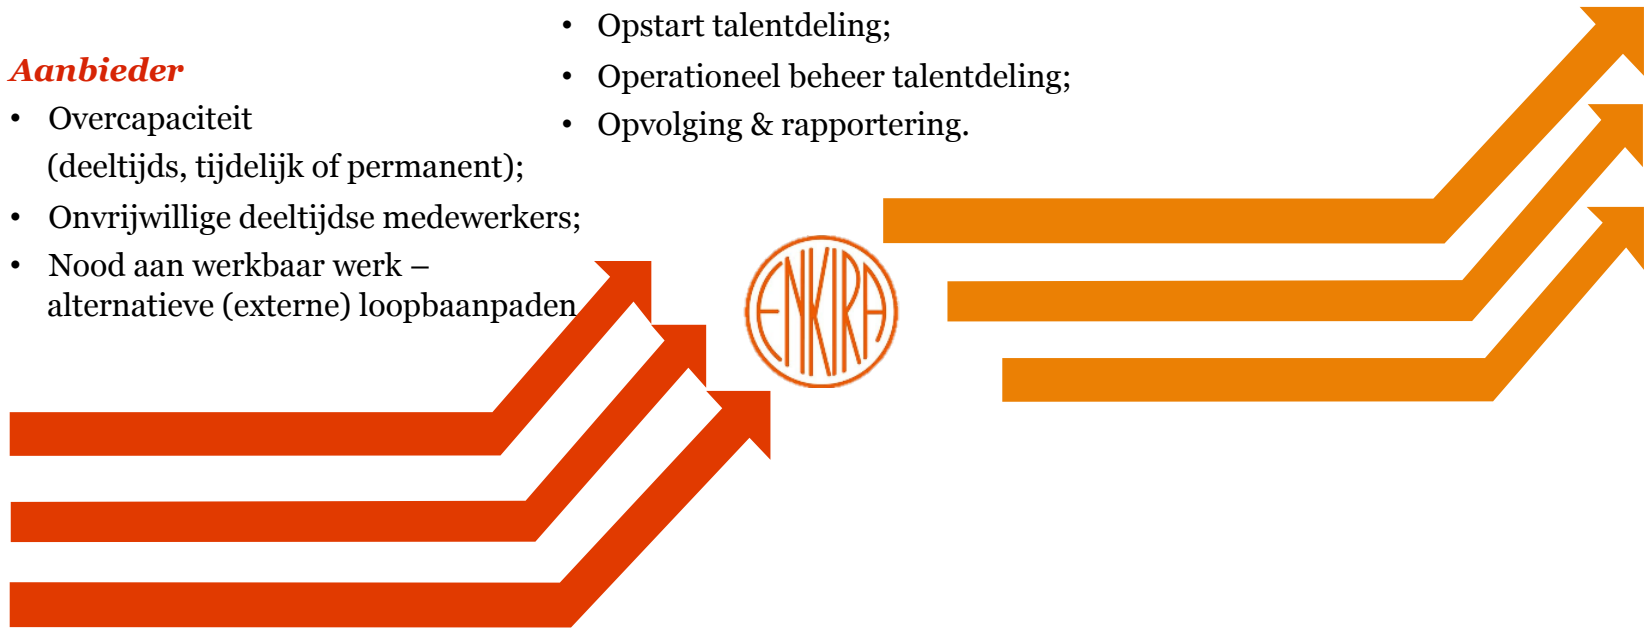 Aanbieder
• Overcapaciteit
(deeltijds, tijdelijk of permanent);
• Onvrijwillige deeltijdse medewerkers;
• Nood aan werkbaar werk –
alternatieve (externe) loopbaanpaden
• Opstart talentdeling;
• Operationeel beheer talentdeling;
• Opvolging & rapportering.
ENKIRA